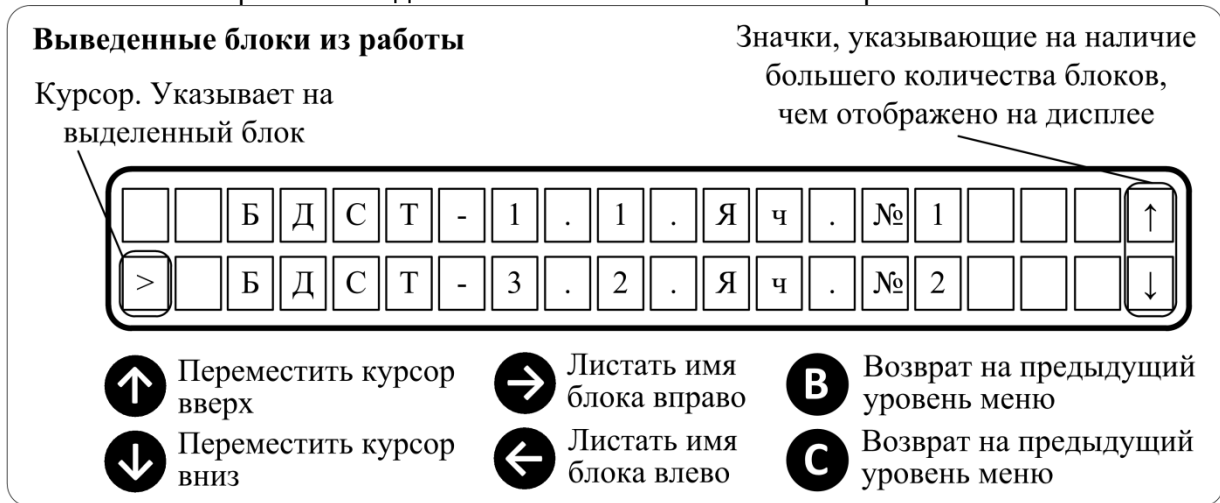 Выведенные блоки из работы
Значки, указывающие на наличие
большего количества блоков,
чем отображено на дисплее
Курсор. Указывает на
выделенный блок
БДСТ-1.1.Яч.№1 ↑
> БДСТ-3.2.Яч.№2 ↓
↑ Переместить курсор
вверх
→ Листать имя
блока вправо
B Возврат на предыдущий
уровень меню
↓ Переместить курсор
вниз
← Листать имя
блока влево
C Возврат на предыдущий
уровень меню